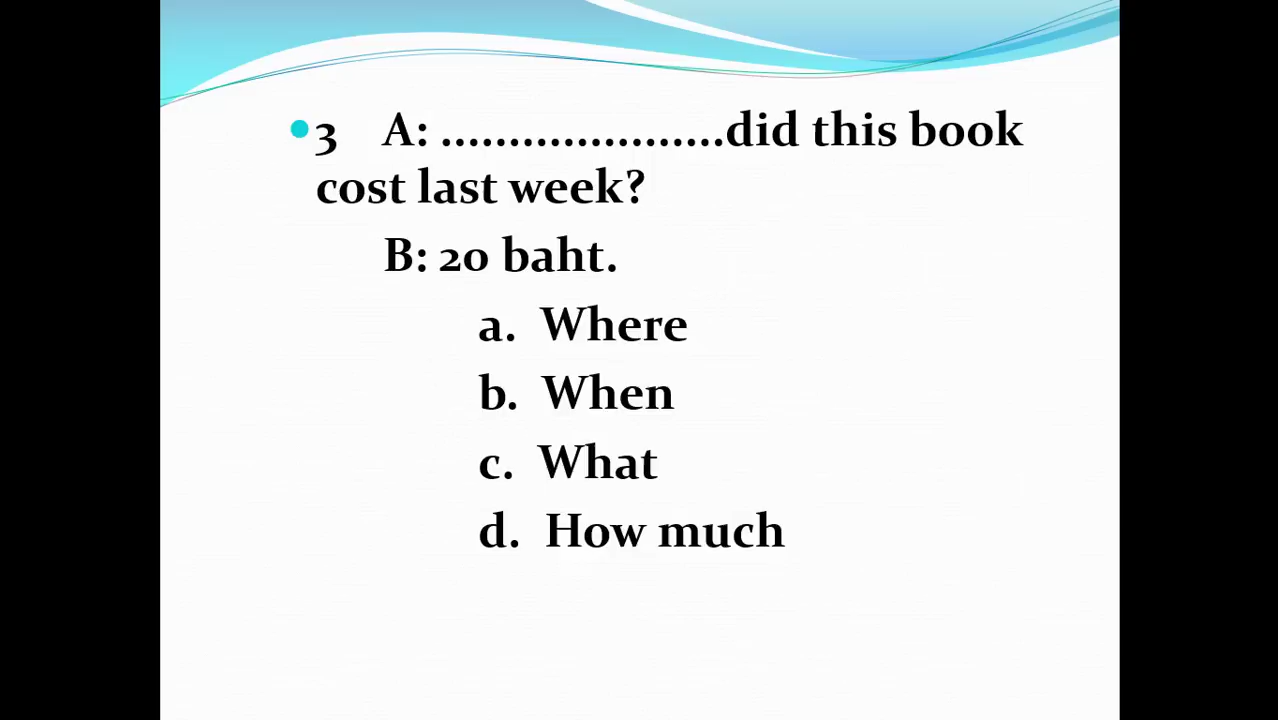 3 A: .....................did this book
cost last week?
B: 20 baht.
a. Where
b. When
c. What
d. How much